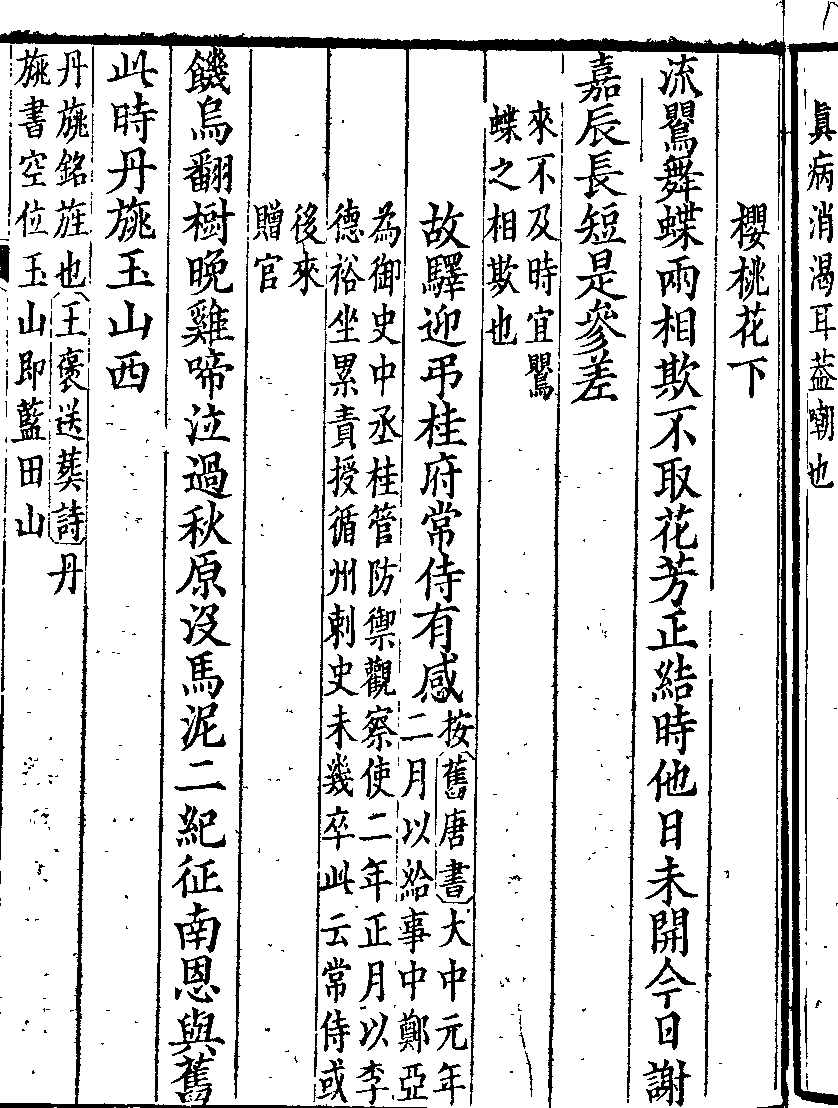 眞病消渴耳葢嘲也
櫻桃花下
流鸎舞蝶兩相欺不取花芳正結時他日未開今日謝
嘉辰長短是參差
來不及時宜鸎
蝶之相欺也
故驛迎弔桂府常侍有感
按舊唐書大中元年
二月以給事中鄭亞
為御史中丞桂管防禦觀察使二年正月以李
德裕坐累責授循州刺史未幾卒此云常侍或
後來
贈官
饑烏翻樹晚雞啼泣過秋原沒馬泥二紀征南恩與舊
此時丹旐玉山西
丹旐銘旌也王褒送葬詩丹
旐書空位玉山即藍田山